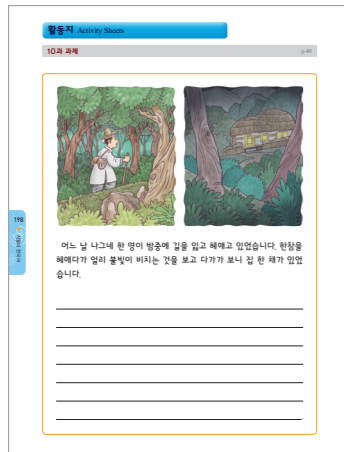 활동지 Activity Sheets
10과 과제
어느 날 나그네 한 명이 밤중에 길을 잃고 헤매고 있었습니다. 한참을
헤매다가 멀리 불빛이 비치는 것을 보고 다가가 보니 집 한 채가 있었
습니다.
198